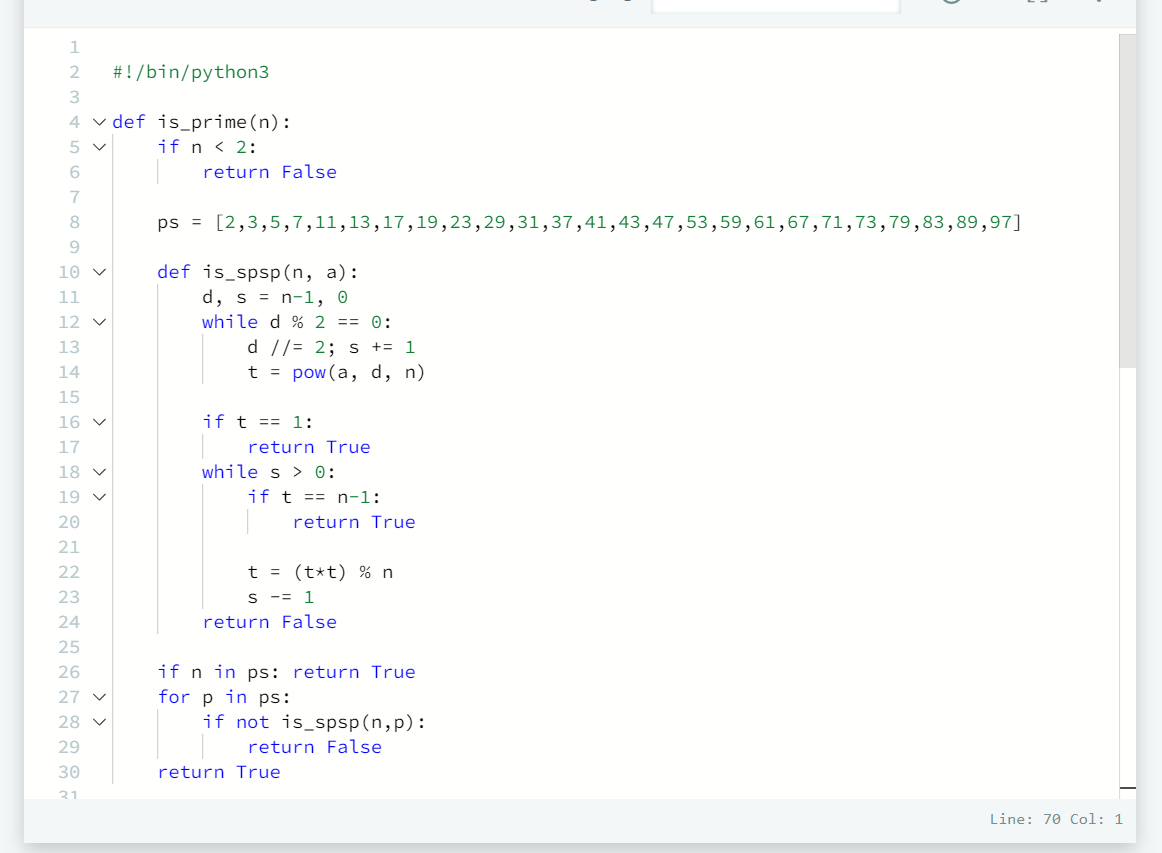 1
2 #!/bin/python3
3
4 def is_prime(n):
5     if n < 2:
6         return False
7
8     ps = [2,3,5,7,11,13,17,19,23,29,31,37,41,43,47,53,59,61,67,71,73,79,83,89,97]
9
10     def is_spsp(n, a):
11         d, s = n-1, 0
12         while d % 2 == 0:
13             d //= 2; s += 1
14             t = pow(a, d, n)
15
16         if t == 1:
17             return True
18         while s > 0:
19             if t == n-1:
20                 return True
21
22             t = (t*t) % n
23             s -= 1
24         return False
25
26     if n in ps: return True
27     for p in ps:
28         if not is_spsp(n,p):
29             return False
30     return True
31
Line: 70 Col: 1